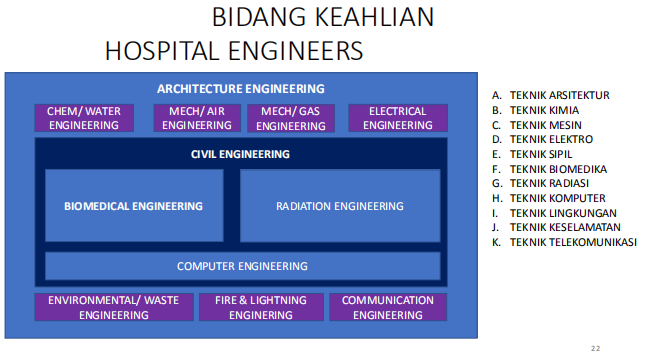 BIDANG KEAHLIAN
HOSPITAL ENGINEERS
ARCHITECTURE ENGINEERING
CHEM/ WATER
ENGINEERING
MECH/ AIR
ENGINEERING
MECH/ GAS
ENGINEERING
ELECTRICAL
ENGINEERING
CIVIL ENGINEERING
BIOMEDICAL ENGINEERING
RADIATION ENGINEERING
COMPUTER ENGINEERING
ENVIRONMENTAL/ WASTE
ENGINEERING
FIRE & LIGHTNING
ENGINERING
COMMUNICATION
ENGINEERING
A. TEKNIK ARSITEKTUR
B. TEKNIK KIMIA
C. TEKNIK MESIN
D. TEKNIK ELEKTRO
E. TEKNIK SIPIL
F. TEKNIK BIOMEDIKA
G. TEKNIK RADIASI
H. TEKNIK KOMPUTER
I. TEKNIK LINGKUNGAN
J. TEKNIK KESELAMATAN
K. TEKNIK TELEKOMUNIKASI
22